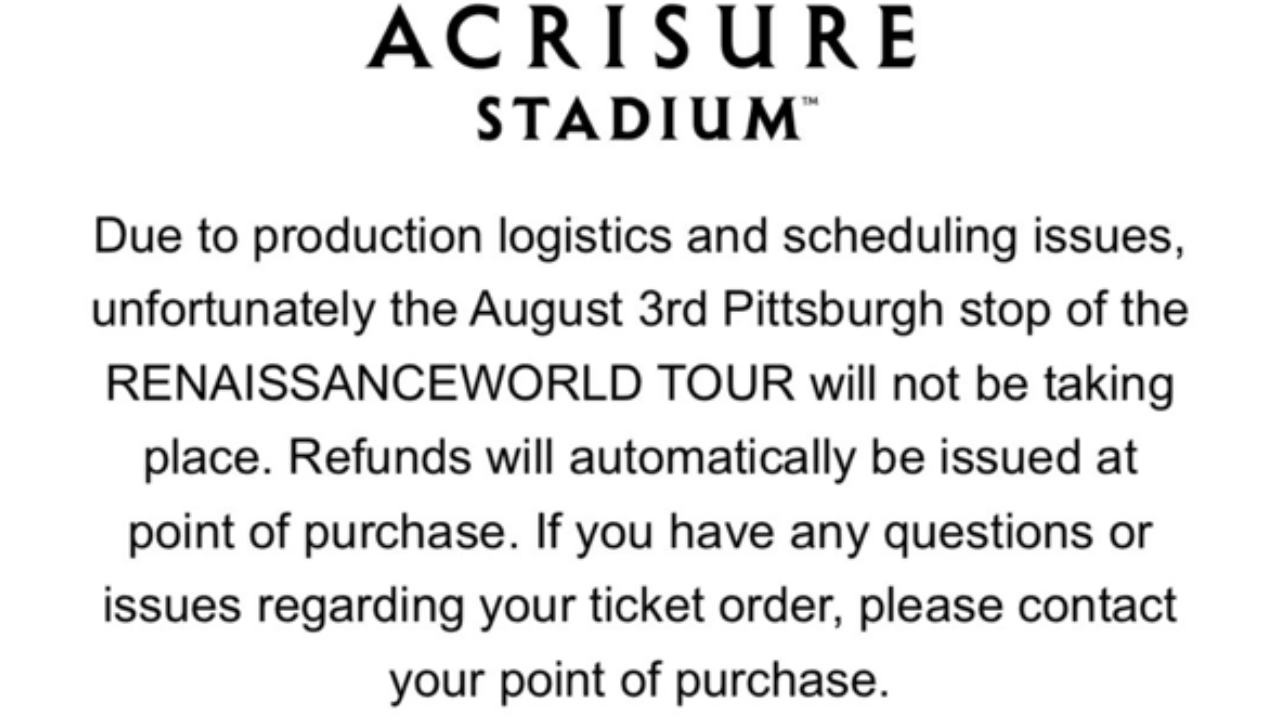 ACRISURE
STADIUM™
Due to production logistics and scheduling issues,
unfortunately the August 3rd Pittsburgh stop of the
RENAISSANCEWORLD TOUR will not be taking
place. Refunds will automatically be issued at
point of purchase. If you have any questions or
issues regarding your ticket order, please contact
your point of purchase.